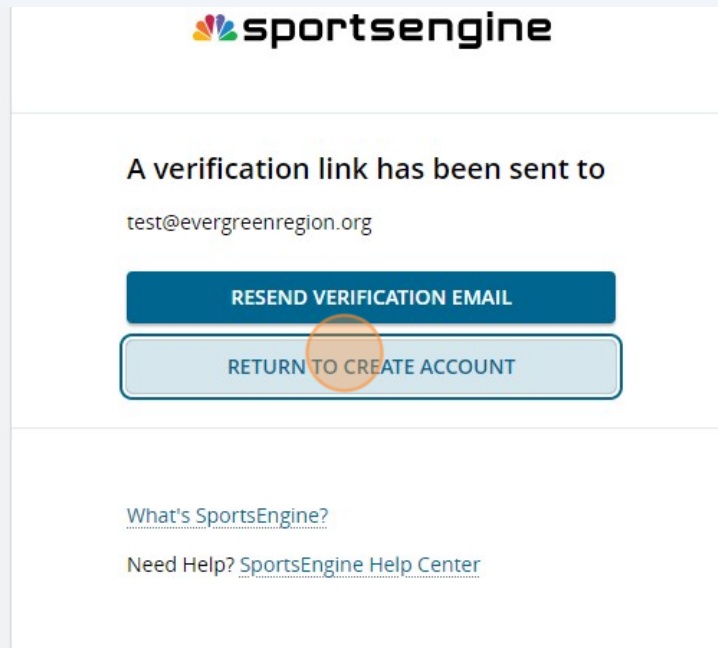 sportsengine
A verification link has been sent to
test@evergreenregion.org
RESEND VERIFICATION EMAIL
RETURN TO CREATE ACCOUNT
What's SportsEngine?
Need Help? SportsEngine Help Center